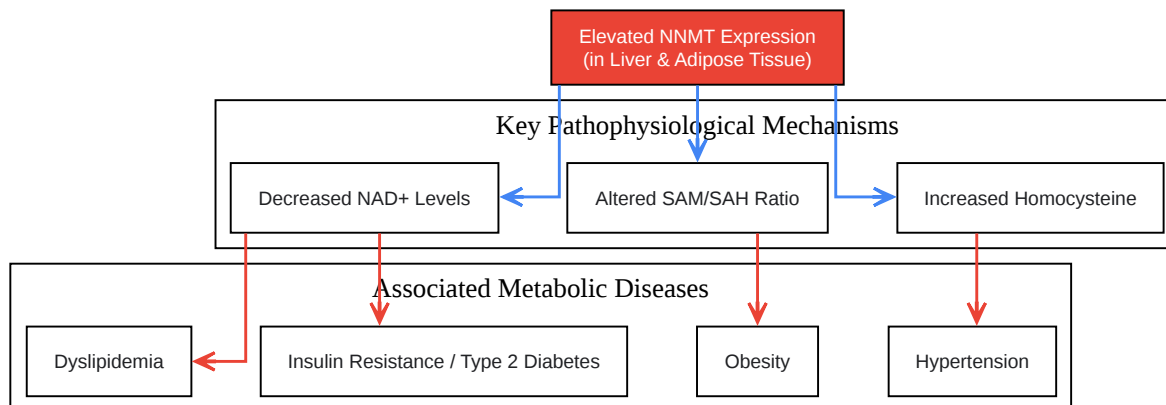 Elevated NNMT Expression
(in Liver & Adipose Tissue)
Key Pathophysiological Mechanisms
Decreased NAD+ Levels
Altered SAM/SAH Ratio
Increased Homocysteine
Associated Metabolic Diseases
Dyslipidemia
Insulin Resistance / Type 2 Diabetes
Obesity
Hypertension